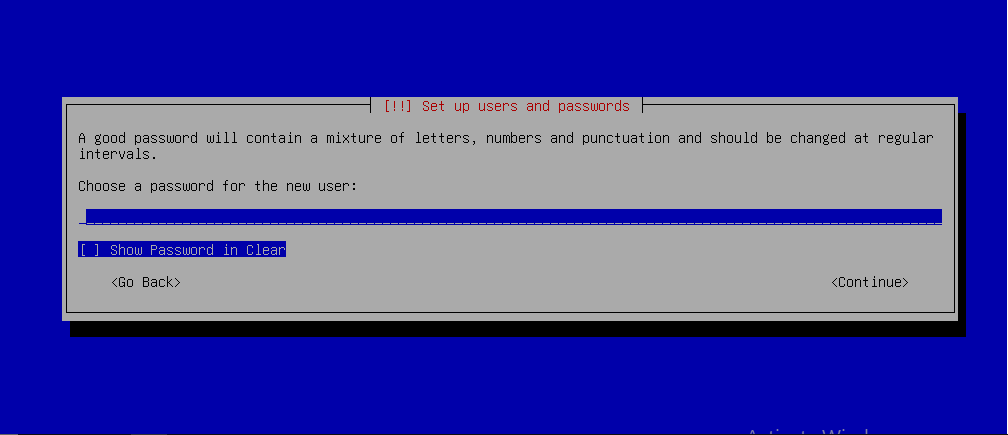 [!!] Set up users and passwords
A good password will contain a mixture of letters, numbers and punctuation and should be changed at regular
intervals.
Choose a password for the new user:
[ ] Show Password in Clear
<Go Back> <Continue>